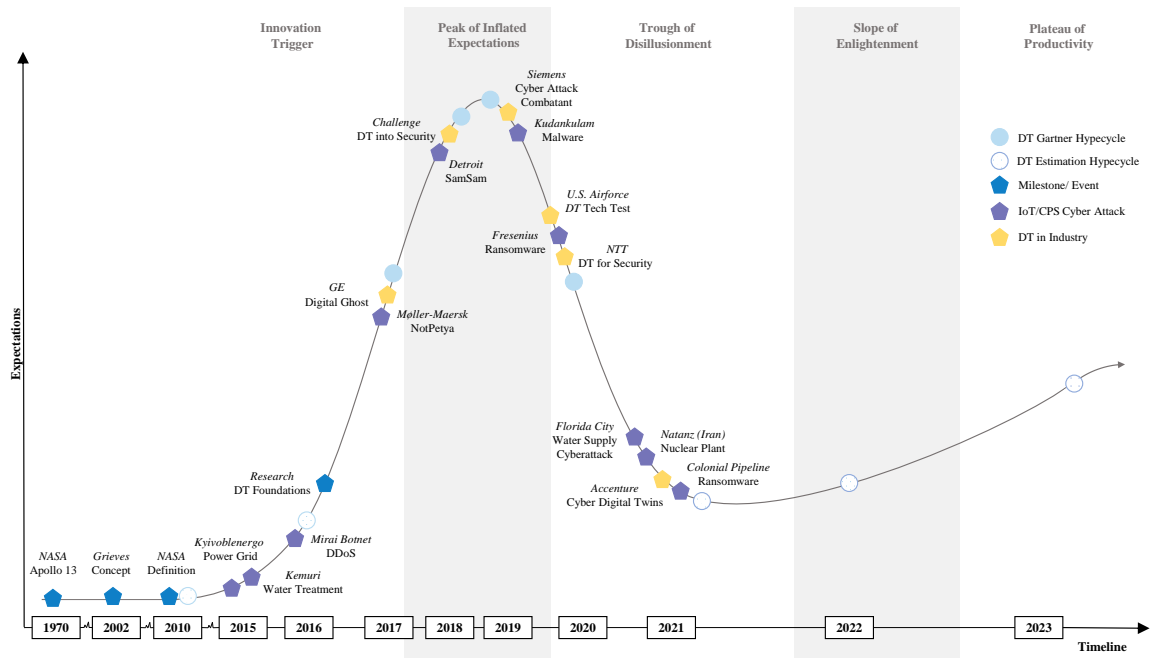 Innovation
Trigger
Peak of Inflated
Expectations
Trough of
Disillusionment
Slope of
Enlightenment
Plateau of
Productivity
Expectations
Siemens
Cyber Attack
Combatant
Challenge
DT into Security
Kudankulam
Malware
Detroit
SamSam
DT Gartner Hypecycle
DT Estimation Hypecycle
Milestone/ Event
IoT/CPS Cyber Attack
DT in Industry
U.S. Airforce
DT Tech Test
Fresenius
Ransomware
NTT
DT for Security
GE
Digital Ghost
Møller-Maersk
NotPetya
Florida City
Water Supply
Cyberattack
Natanz (Iran)
Nuclear Plant
Colonial Pipeline
Ransomware
Accenture
Cyber Digital Twins
Research
DT Foundations
Mirai Botnet
DDoS
Kyivoblenergo
Power Grid
Kemuri
Water Treatment
NASA
Apollo 13
Grieves
Concept
NASA
Definition
1970
2002
2010
2015
2016
2017
2018
2019
2020
2021
2022
2023
Timeline